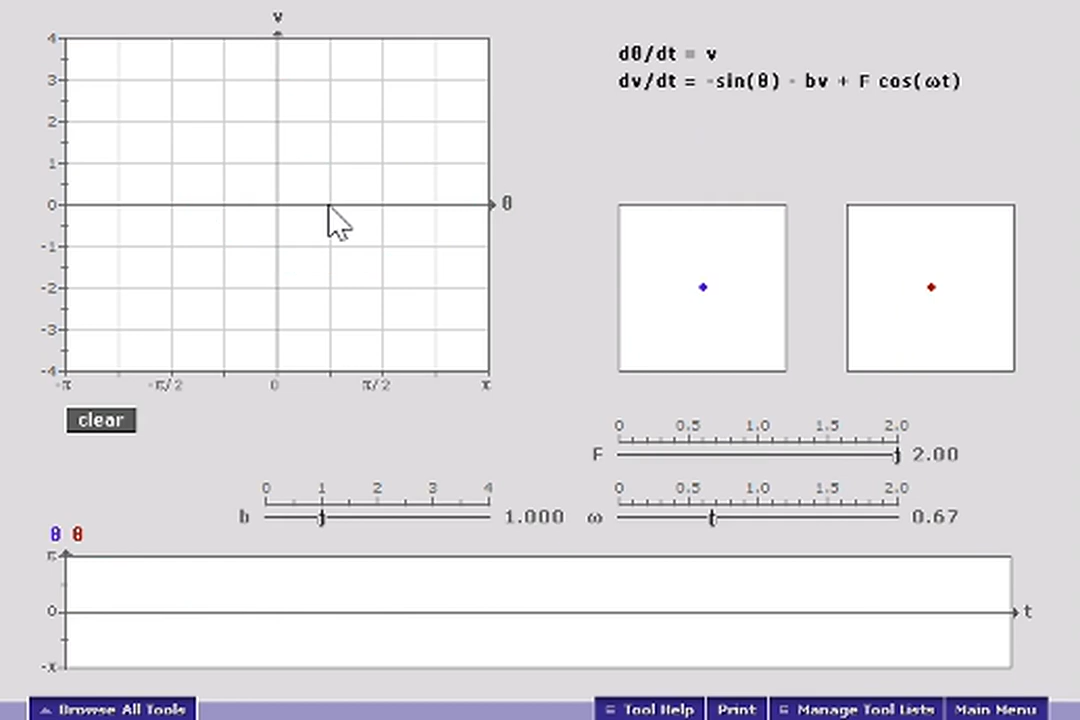 v
4
3
2
1
0
-1
-2
-3
-4
θ
-π -π/2 0 π/2 π
dθ/dt = v
dv/dt = -sin(θ) - bv + F cos(ωt)
clear
0 0.5 1.0 1.5 2.0
F 2.00
0 1 2 3 4
b 1.000
0 0.5 1.0 1.5 2.0
ω 0.67
θ θ
π
0
-π
t
Browse All Tools
Tool Help
Print
Manage Tool Lists
Main Menu